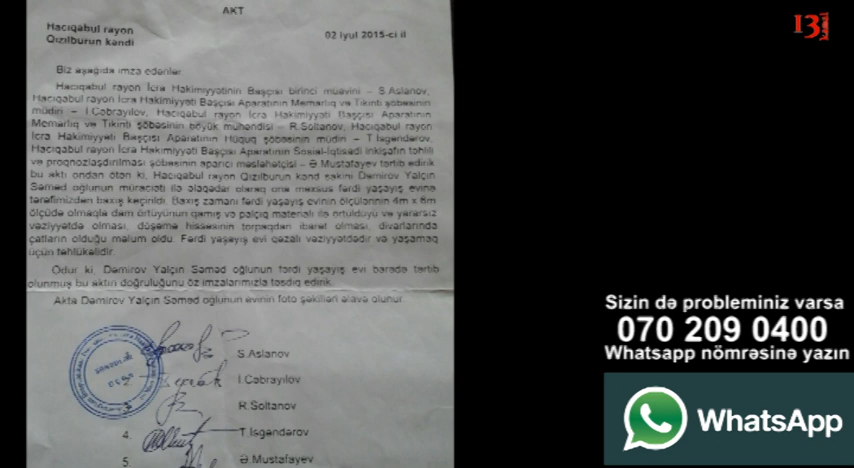 AKT
Hacıqabul rayon
Qızılburun kəndi
02 iyul 2015-ci il
Biz aşağıda imza edənlər
Hacıqabul rayon İcra Hakimiyyətinin Başçısı birinci müavini – S.Aslanov,
Hacıqabul rayon İcra Hakimiyyəti Başçısı Aparatının Memarlıq və Tikinti şöbəsinin
müdiri – İ.Cəbrayılov, Hacıqabul rayon İcra Hakimiyyəti Başçısı Aparatının
Memarlıq və Tikinti şöbəsinin böyük mühəndisi – R.Soltanov, Hacıqabul rayon
İcra Hakimiyyəti Başçısı Aparatının Hüquq şöbəsinin müdiri – T.İsgəndərov,
Hacıqabul rayon İcra Hakimiyyəti Başçısı Aparatının Sosial-İqtisadi inkişafın təhlili
və proqnozlaşdırılması şöbəsinin aparıcı məsləhətçisi – Ə.Mustafayev tərtib edirik
bu aktı ondan ötən ki, Hacıqabul rayon Qızılburun kənd sakini Dəmirov Yalçın
Səməd oğlunun müraciəti ilə əlaqədar olaraq ona məxsus fərdi yaşayış evinə
tərəfimizdən baxış keçirildi. Baxış zamanı fərdi yaşayış evinin ölçülərinin 4m x 8m
ölçüdə olmaqla dam örtüyünün qamış və palçıq materialı ilə örtüldüyü və yararsız
vəziyyətdə olması, döşəmə hissəsinin torpaqdan ibarət olması, divarlarında
çatların olduğu məlum oldu. Fərdi yaşayış evi qəzalı vəziyyətdədir və yaşamaq
üçün təhlükəlidir.
Odur ki, Dəmirov Yalçın Səməd oğlunun fərdi yaşayış evi barədə tərtib
olunmuş bu aktın doğruluğunu öz imzalarımızla təsdiq edirik.
Akta Dəmirov Yalçın Səməd oğlunun evinin foto şəkilləri əlavə olunur.
S.Aslanov
İ.Cəbrayılov
R.Soltanov
4. T.İsgəndərov
5. Ə.Mustafayev
13
Sizin də probleminiz varsa
070 209 0400
Whatsapp nömrəsinə yazın
WhatsApp